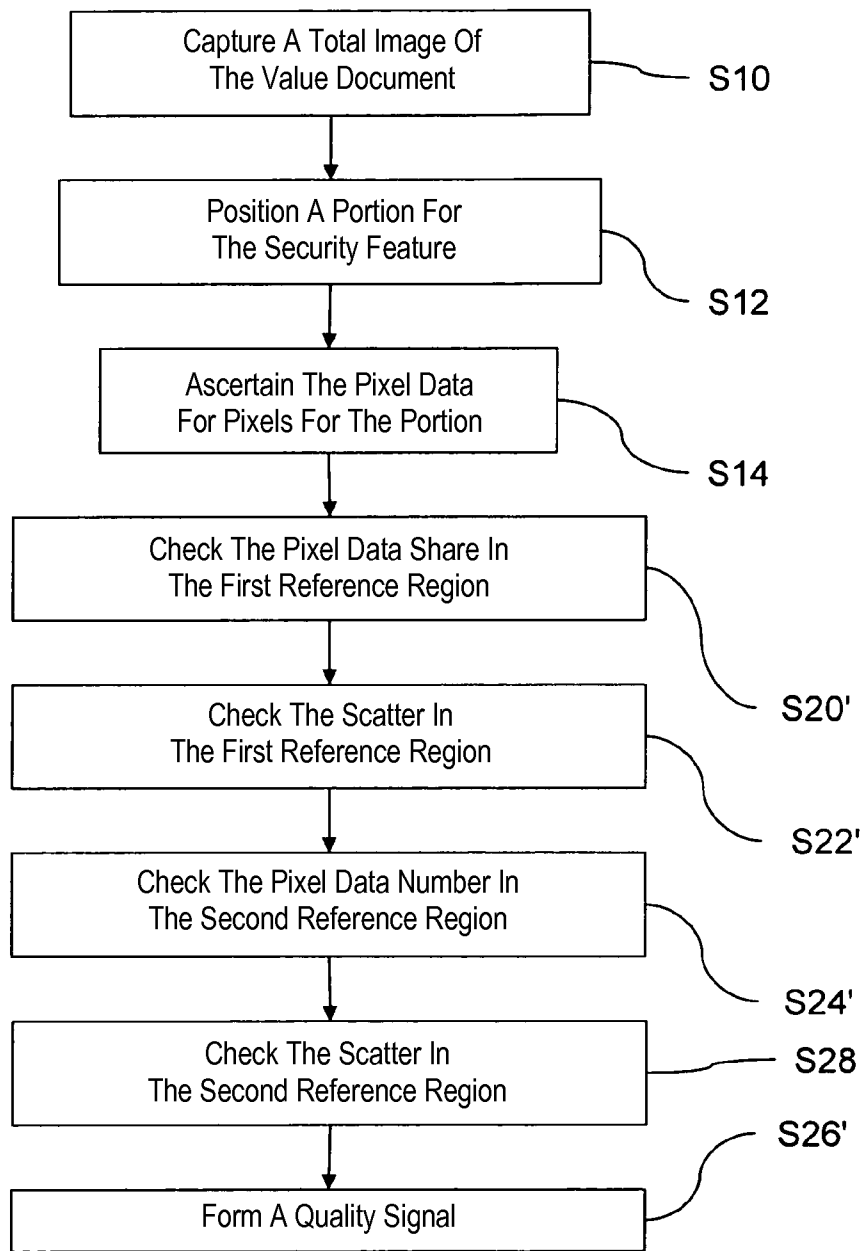 Capture A Total Image Of
The Value Document
S10
Position A Portion For
The Security Feature
S12
Ascertain The Pixel Data
For Pixels For The Portion
S14
Check The Pixel Data Share In
The First Reference Region
S20'
Check The Scatter In
The First Reference Region
S22'
Check The Pixel Data Number In
The Second Reference Region
S24'
Check The Scatter In
The Second Reference Region
S28
S26'
Form A Quality Signal